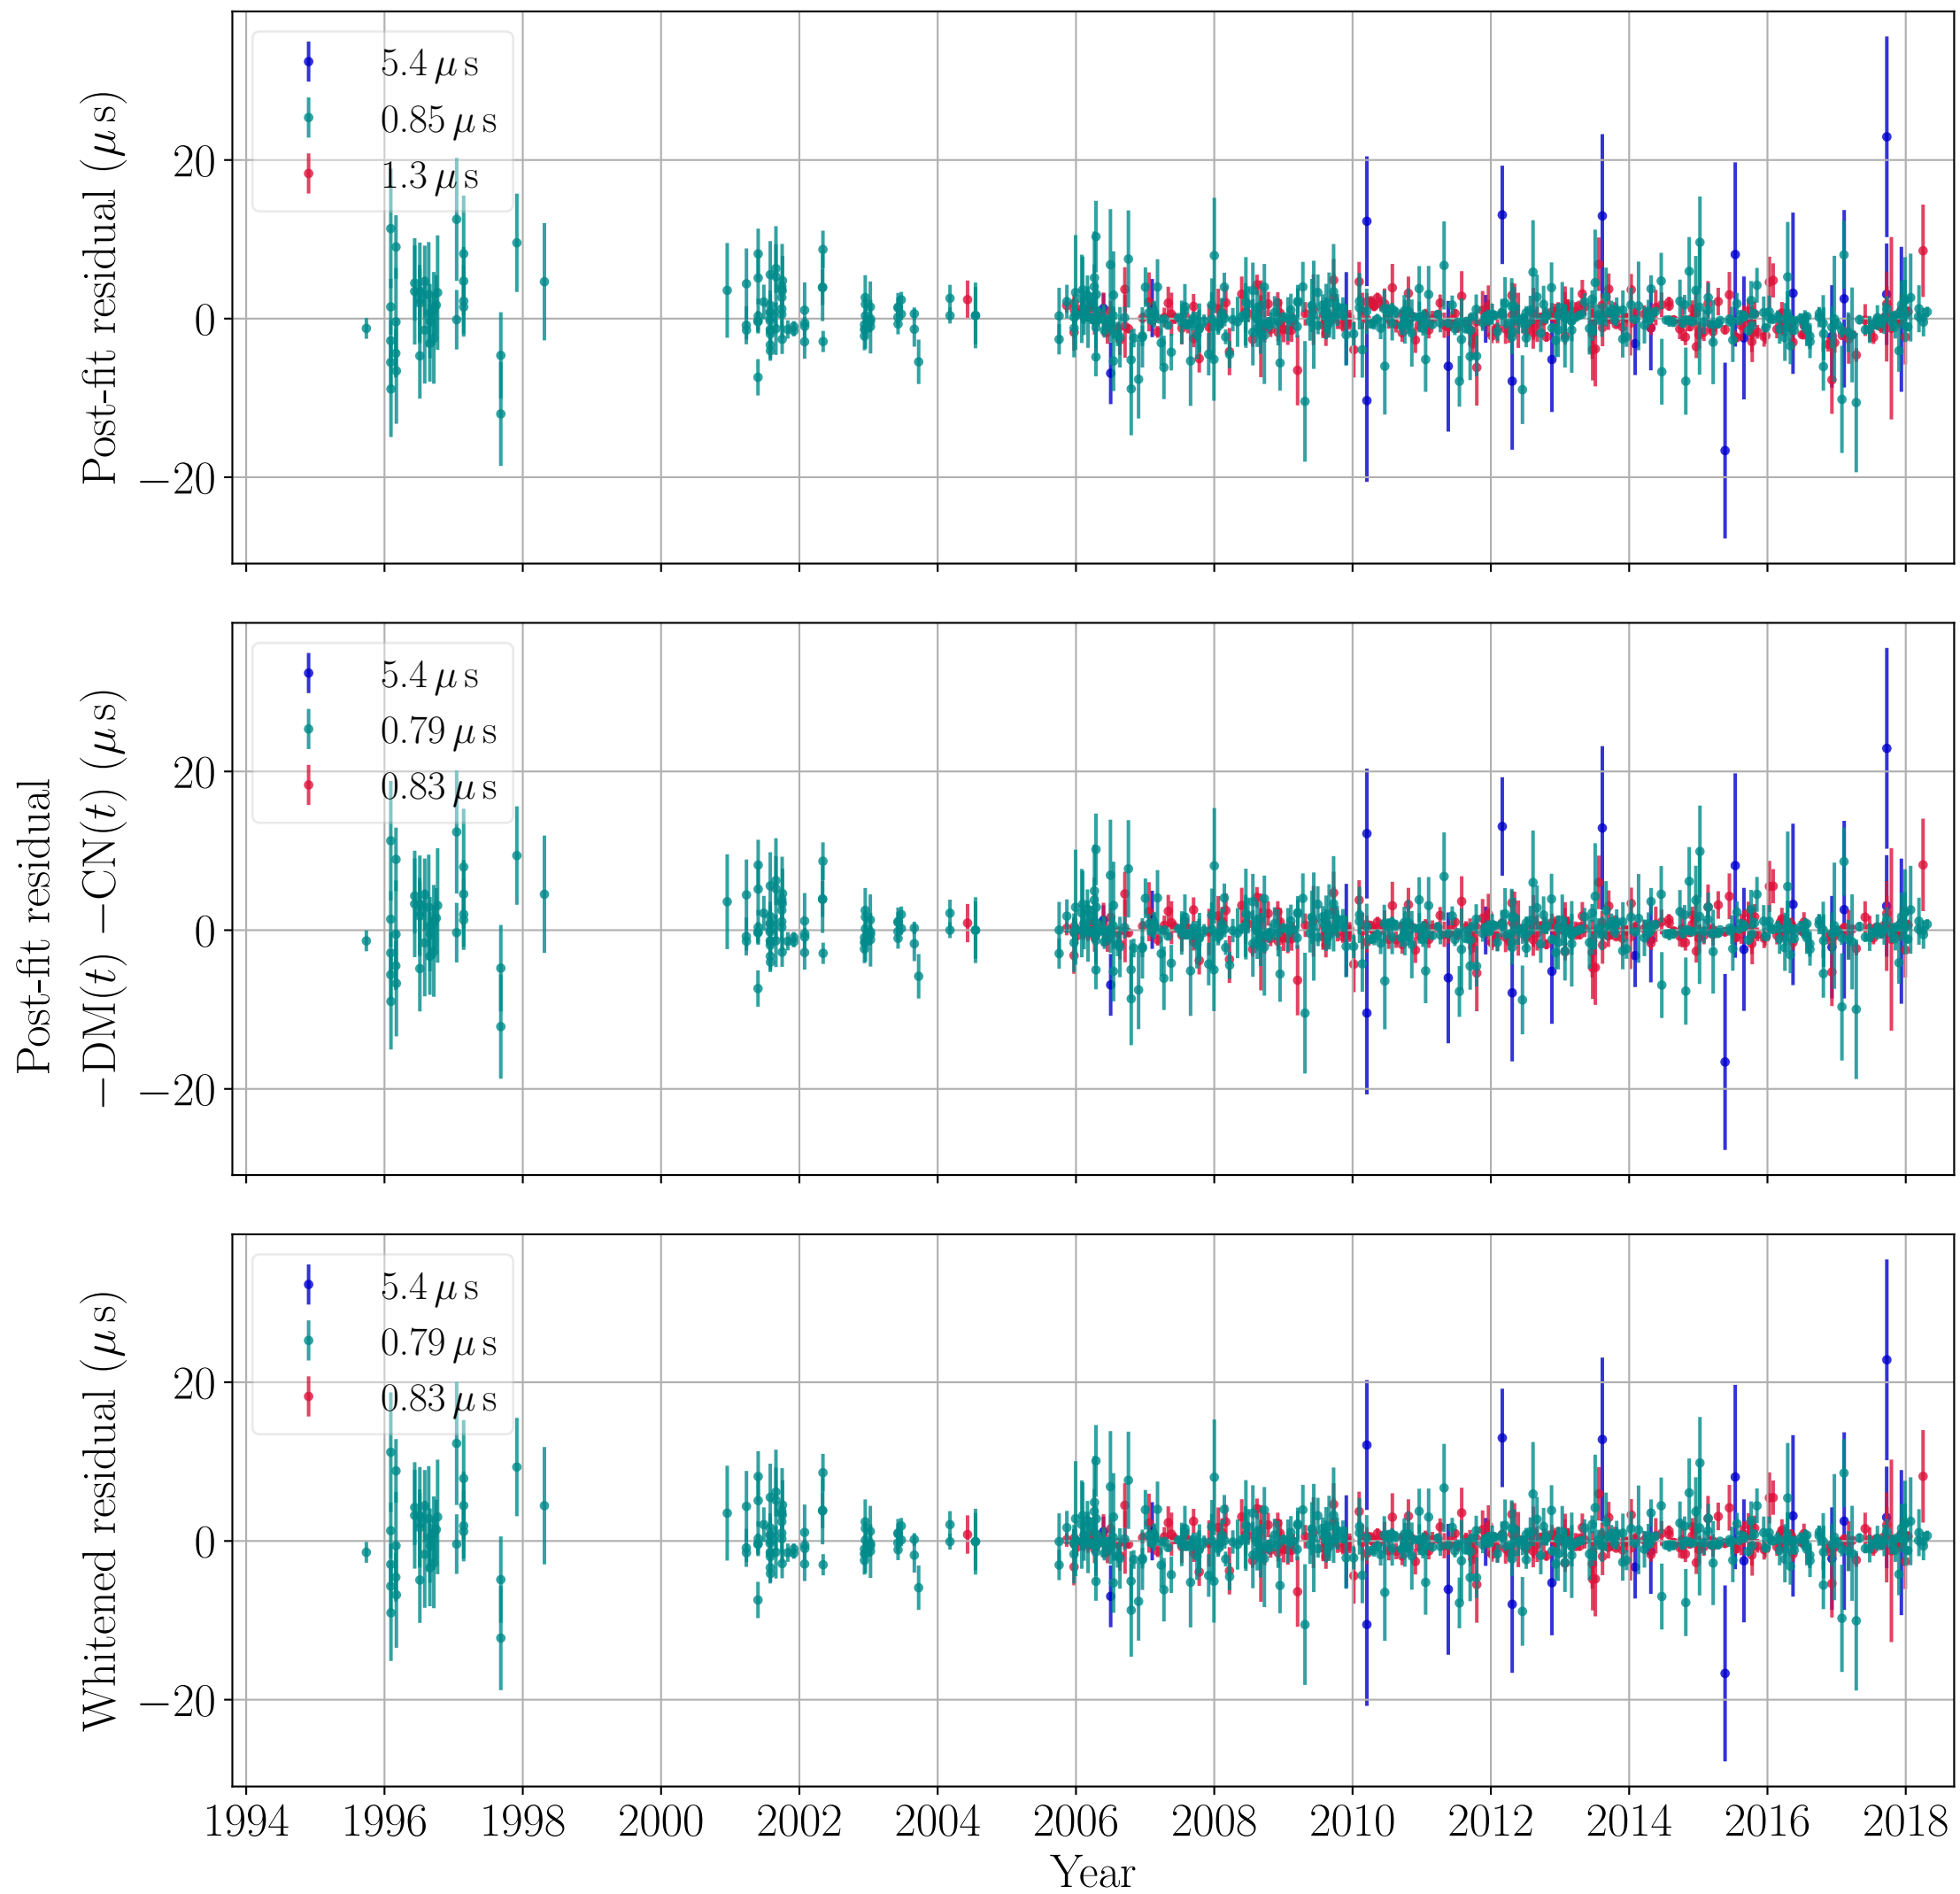 Post-fit residual (μs)
20
0
−20
5.4 μs
0.85 μs
1.3 μs
Post-fit residual
−DM(t) −CN(t) (μs)
20
0
−20
5.4 μs
0.79 μs
0.83 μs
Whitened residual (μs)
20
0
−20
5.4 μs
0.79 μs
0.83 μs
1994 1996 1998 2000 2002 2004 2006 2008 2010 2012 2014 2016 2018
Year